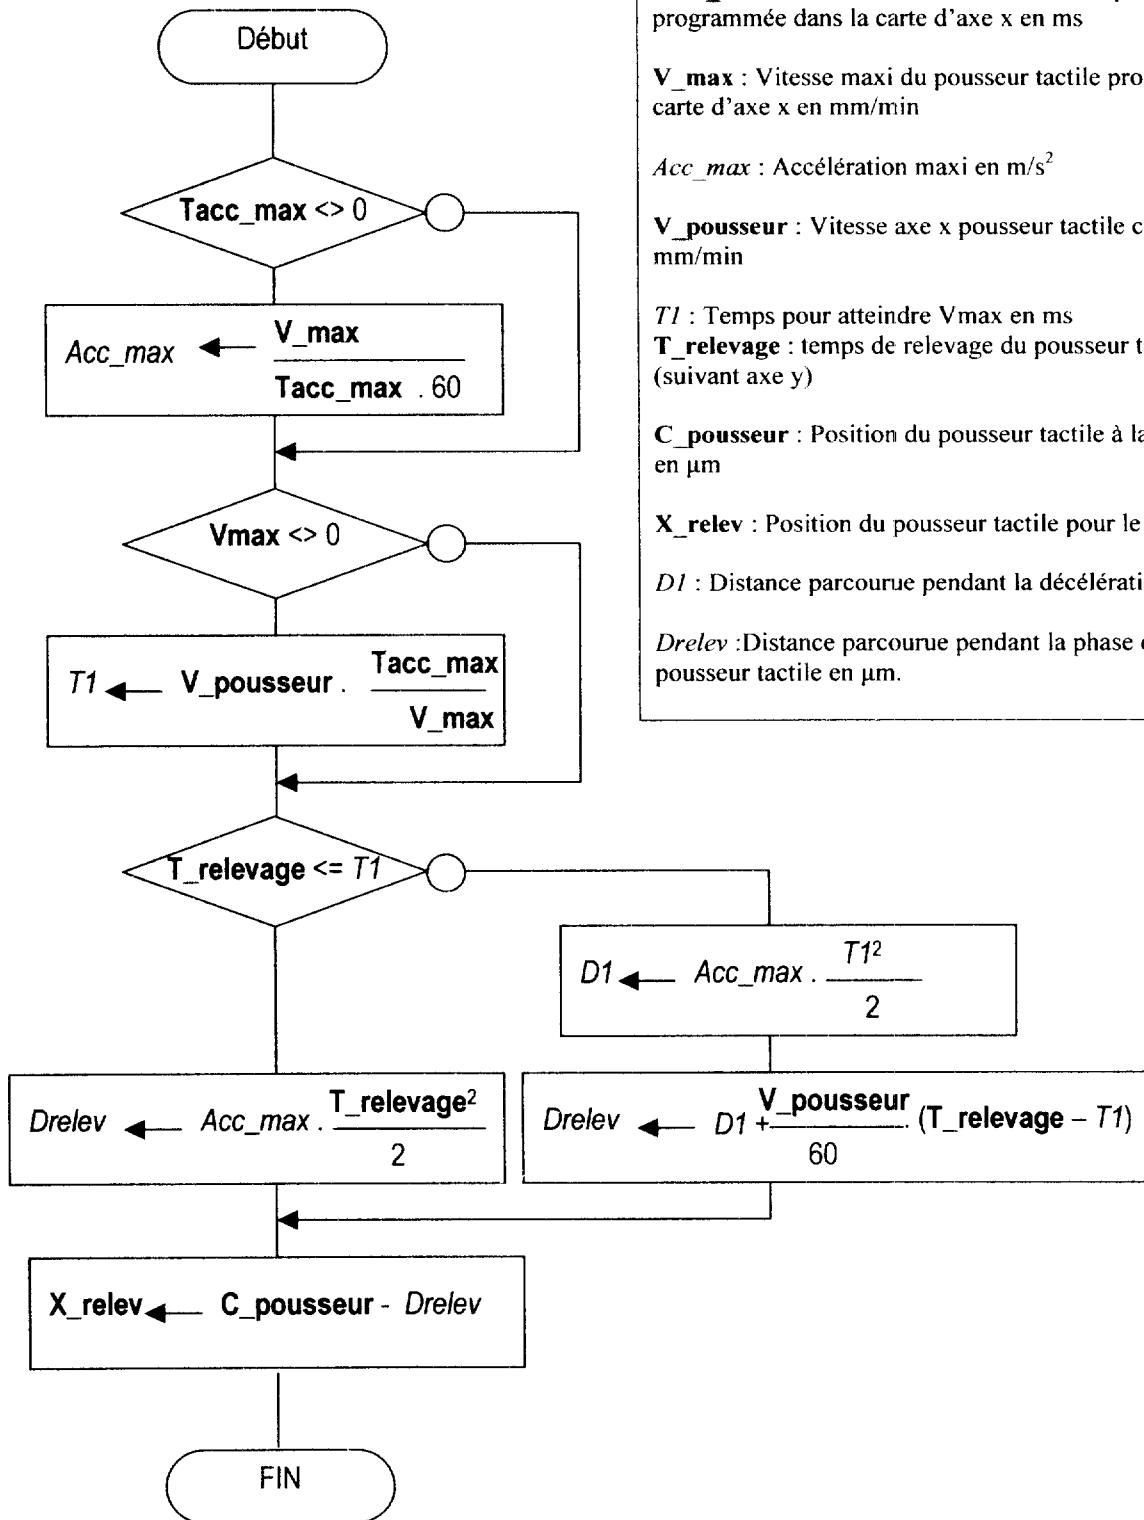 Début
Tacc_max <> 0
Acc_max ← V_max
Tacc_max . 60
Vmax <> 0
T1 ← V_pousseur . Tacc_max
V_max
T_relevage <= T1
D1 ← Acc_max . T1²
2
Drelev ← Acc_max . T_relevage²
2
Drelev ← D1 + V_pousseur . (T_relevage – T1)
60
X_relev ← C_pousseur - Drelev
FIN
programmée dans la carte d'axe x en ms
V_max : Vitesse maxi du pousseur tactile pro
carte d'axe x en mm/min
Acc_max : Accélération maxi en m/s²
V_pousseur : Vitesse axe x pousseur tactile c
mm/min
T1 : Temps pour atteindre Vmax en ms
T_relevage : temps de relevage du pousseur t
(suivant axe y)
C_pousseur : Position du pousseur tactile à la
en µm
X_relev : Position du pousseur tactile pour le
D1 : Distance parcourue pendant la décélérati
Drelev :Distance parcourue pendant la phase
pousseur tactile en µm.